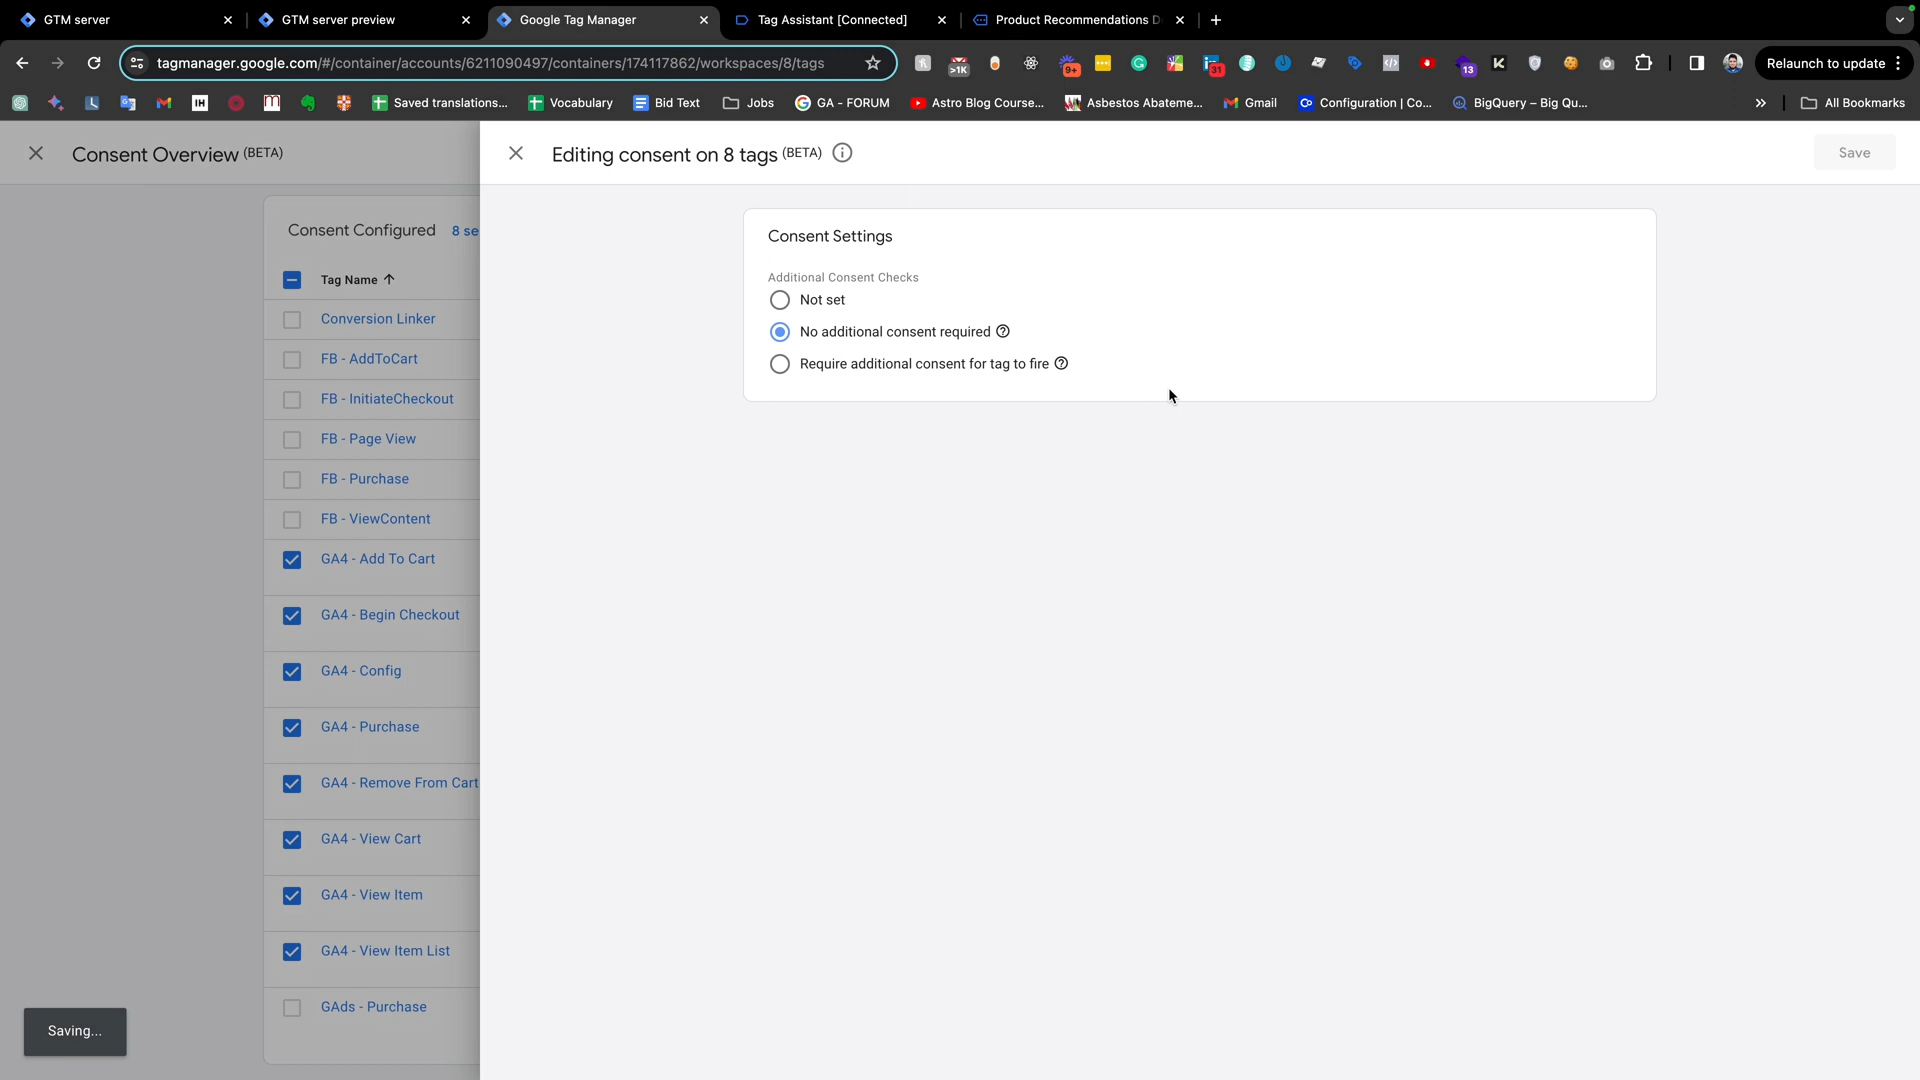 GTM server
GTM server preview
Google Tag Manager
Tag Assistant [Connected]
Product Recommendations D
tagmanager.google.com/#/container/accounts/6211090497/containers/174117862/workspaces/8/tags
>1K
9+
31
13
Relaunch to update
IH
Saved translations...
Vocabulary
Bid Text
Jobs
GA - FORUM
Astro Blog Course...
Asbestos Abateme...
Gmail
Configuration | Co...
BigQuery – Big Qu...
All Bookmarks
Consent Overview (BETA)
Editing consent on 8 tags (BETA)
Save
Consent Configured 8 se
Tag Name
Conversion Linker
FB - AddToCart
FB - InitiateCheckout
FB - Page View
FB - Purchase
FB - ViewContent
GA4 - Add To Cart
GA4 - Begin Checkout
GA4 - Config
GA4 - Purchase
GA4 - Remove From Cart
GA4 - View Cart
GA4 - View Item
GA4 - View Item List
GAds - Purchase
Consent Settings
Additional Consent Checks
Not set
No additional consent required
Require additional consent for tag to fire
Saving...